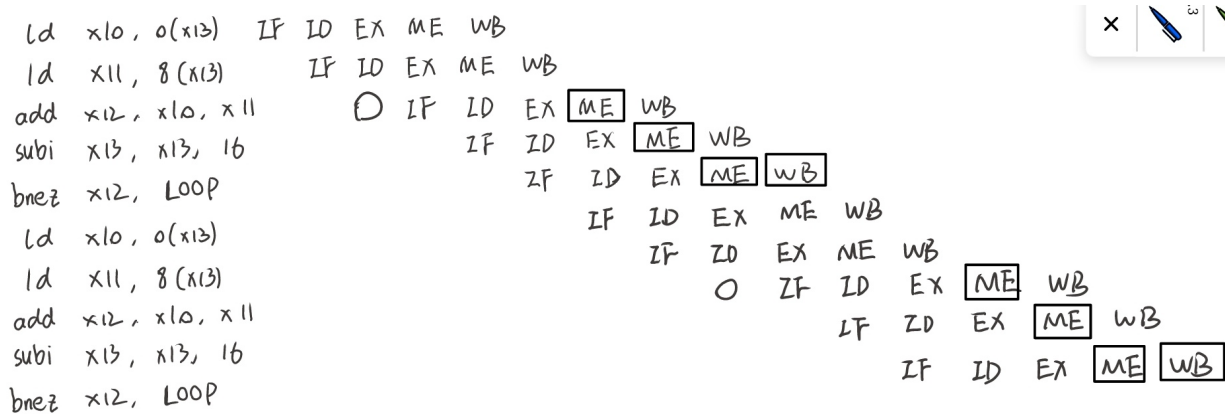 ld x10, 0(x13) IF ID EX ME WB
ld x11, 8(x13) IF ID EX ME WB
add x12, x10, x11 O IF ID EX ME WB
subi x13, x13, 16 IF ID EX ME WB
bnez x12, LOOP IF ID EX ME WB
ld x10, 0(x13) IF ID EX ME WB
ld x11, 8(x13) IF ID EX ME WB
add x12, x10, x11 O IF ID EX ME WB
subi x13, x13, 16 IF ID EX ME WB
bnez x12, LOOP IF ID EX ME WB